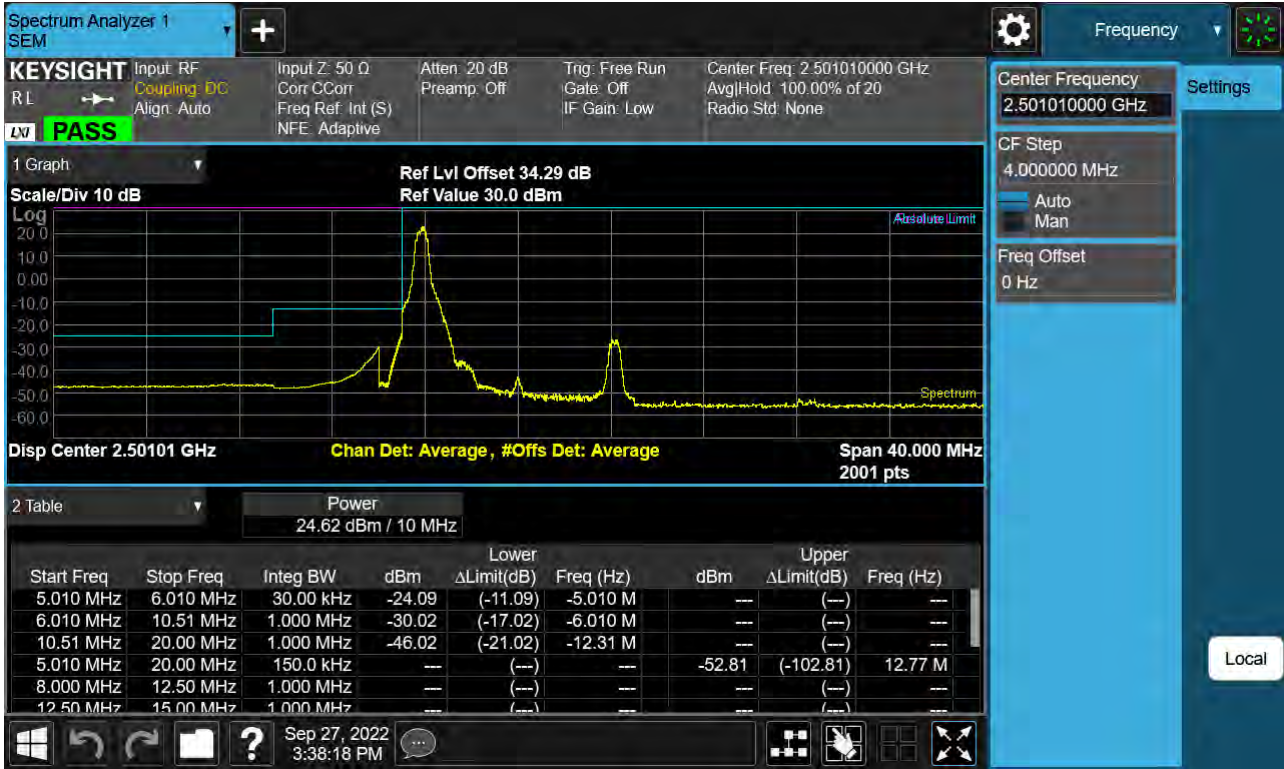 Spectrum Analyzer 1
SEM
Frequency
KEYSIGHT
R L
LXI
PASS
Input: RF
Coupling: DC
Align: Auto
Input Z: 50 Ω
Corr CCorr
Freq Ref: Int (S)
NFE: Adaptive
Atten: 20 dB
Preamp: Off
Trig: Free Run
Gate: Off
IF Gain: Low
Center Freq: 2.501010000 GHz
Avg|Hold: 100.00% of 20
Radio Std: None
Center Frequency
2.501010000 GHz
Settings
CF Step
4.000000 MHz
Auto
Man
Freq Offset
0 Hz
1 Graph
Scale/Div 10 dB
Ref Lvl Offset 34.29 dB
Ref Value 30.0 dBm
Log
20.0
10.0
0.00
-10.0
-20.0
-30.0
-40.0
-50.0
-60.0
Absolute Limit
Spectrum
Disp Center 2.50101 GHz
Chan Det: Average, #Offs Det: Average
Span 40.000 MHz
2001 pts
2 Table
Power
24.62 dBm / 10 MHz
Lower Upper
Start Freq Stop Freq Integ BW dBm ΔLimit(dB) Freq (Hz) dBm ΔLimit(dB) Freq (Hz)
5.010 MHz 6.010 MHz 30.00 kHz -24.09 (-11.09) -5.010 M --- (---) ---
6.010 MHz 10.51 MHz 1.000 MHz -30.02 (-17.02) -6.010 M --- (---) ---
10.51 MHz 20.00 MHz 1.000 MHz -46.02 (-21.02) -12.31 M --- (---) ---
5.010 MHz 20.00 MHz 150.0 kHz --- (---) --- -52.81 (-102.81) 12.77 M
8.000 MHz 12.50 MHz 1.000 MHz --- (---) --- --- (---) ---
12.50 MHz 15.00 MHz 1.000 MHz --- (---) --- --- (---) ---
Local
Sep 27, 2022
3:38:18 PM